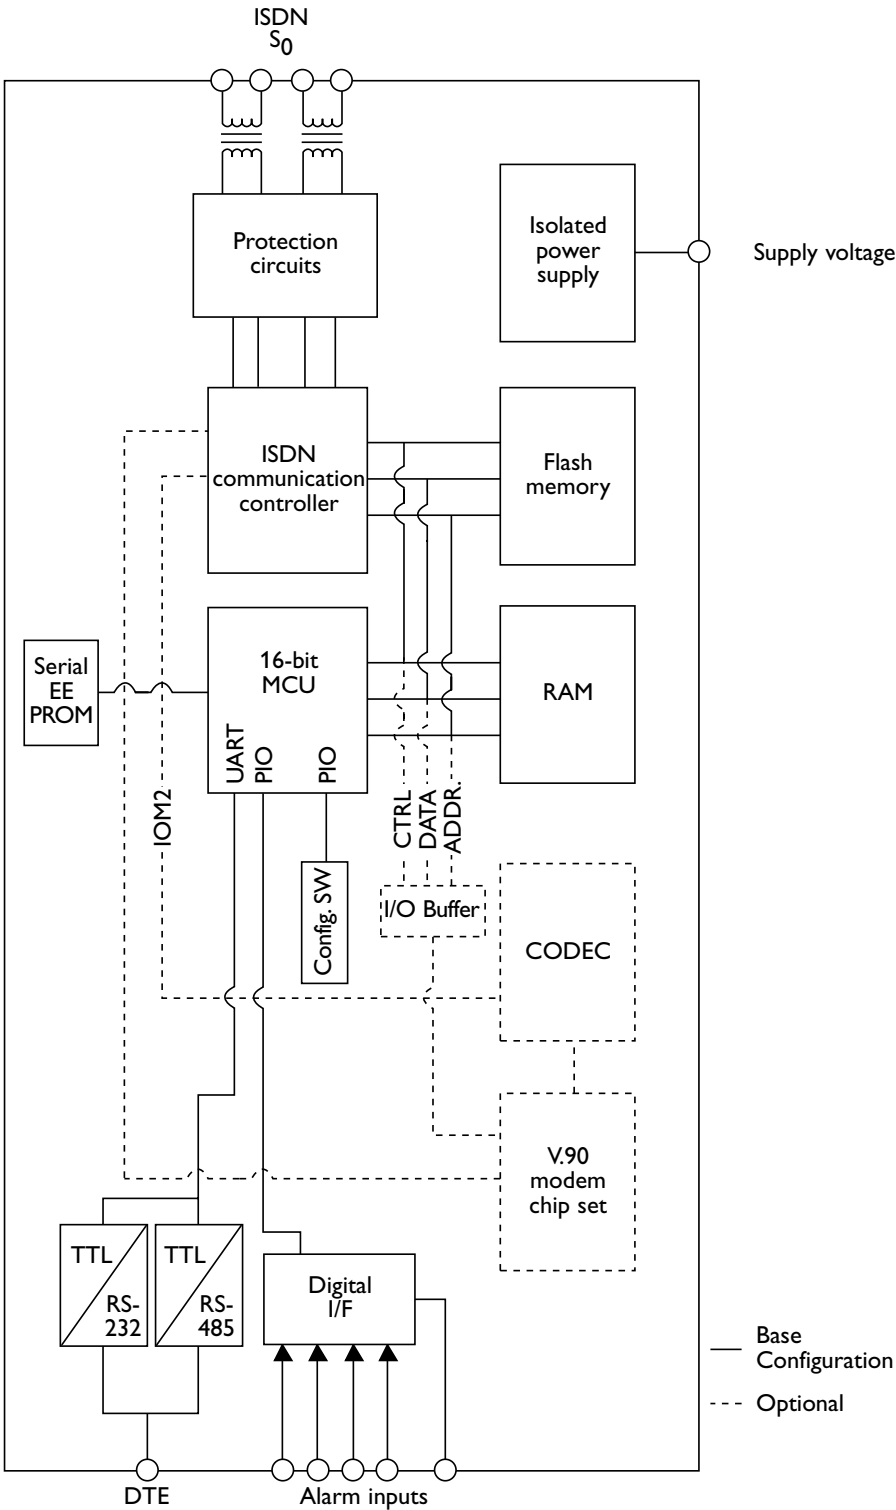 ISDN
S0
Protection
circuits
Isolated
power
supply
Supply voltage
ISDN
communication
controller
Flash
memory
Serial
EE
PROM
16-bit
MCU
UART
PIO
PIO
RAM
IOM2
CTRL
DATA
ADDR.
Config. SW
I/O Buffer
CODEC
V.90
modem
chip set
TTL
RS-
232
TTL
RS-
485
Digital
I/F
Base
Configuration
Optional
DTE
Alarm inputs